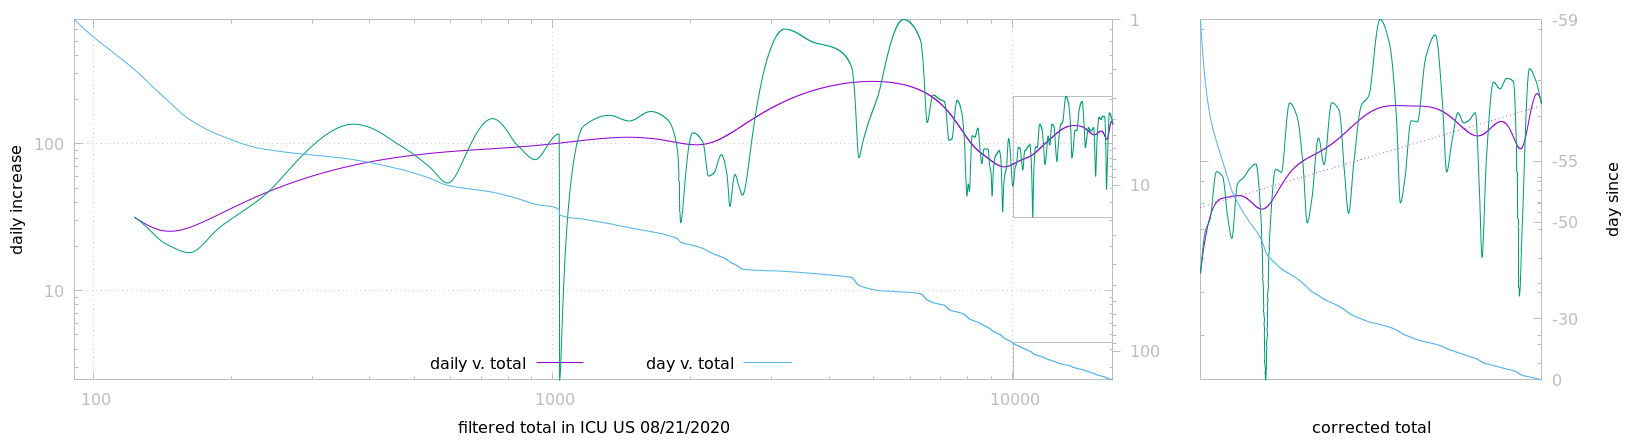 1
-59
100
daily increase
10
-55
-50
day since
10
-30
daily v. total
day v. total
100
0
100
1000
10000
filtered total in ICU US 08/21/2020
corrected total